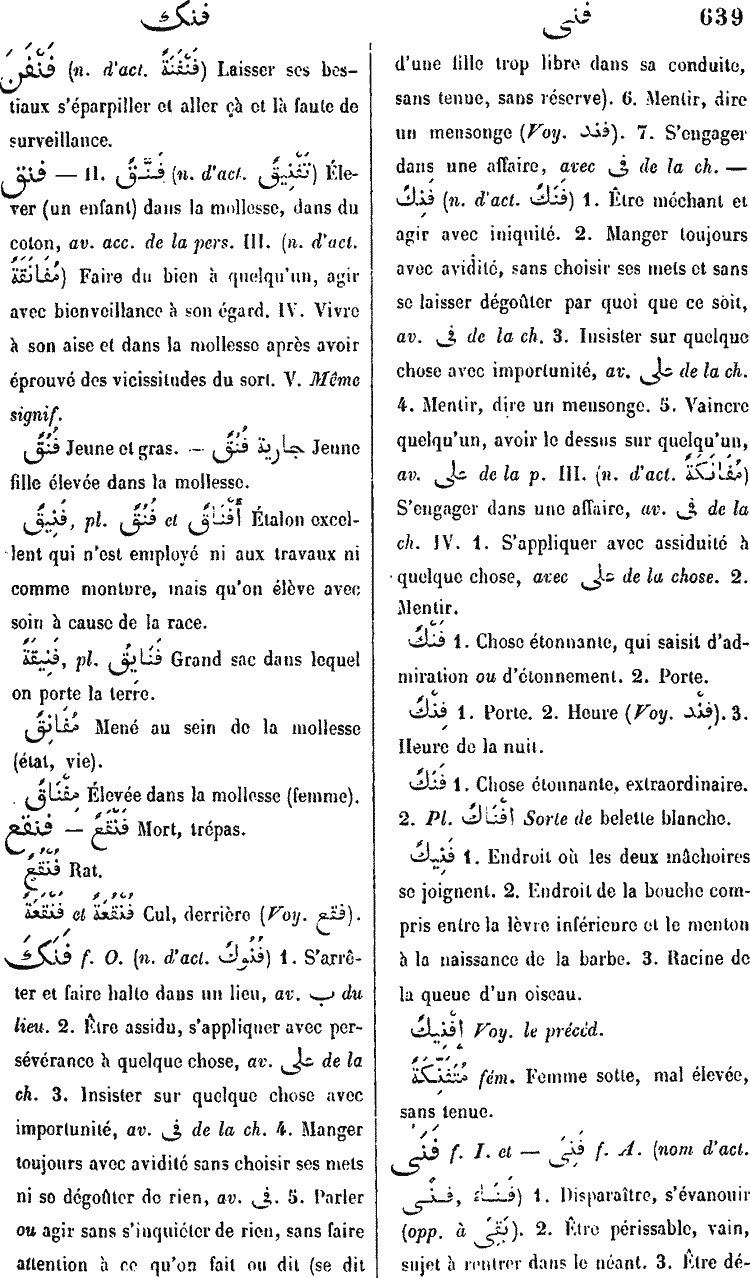 فنك
فنى
639
فَنْفَنَ (n. d'act. فَنْفَنَةٌ) Laisser ses bes-
tiaux s'éparpiller et aller çà et là faute de
surveillance.
فنق — II. فَنَّقَ (n. d'act. تَفْنِيقٌ) Éle-
ver (un enfant) dans la mollesse, dans du
coton, av. acc. de la pers. III. (n. d'act.
مُفَانَقَةٌ) Faire du bien à quelqu'un, agir
avec bienveillance à son égard. IV. Vivre
à son aise et dans la mollesse après avoir
éprouvé des vicissitudes du sort. V. Même
signif.
فُنُقٌ Jeune et gras. — جارية فُنُقٌ Jeune
fille élevée dans la mollesse.
فَنِيقٌ, pl. فُنُقٌ et أَفْنَاقٌ Étalon excel-
lent qui n'est employé ni aux travaux ni
comme monture, mais qu'on élève avec
soin à cause de la race.
فَنِيقَةٌ, pl. فَنَايِقُ Grand sac dans lequel
on porte la terre.
مُفَانِقٌ Mené au sein de la mollesse
(état, vie).
مِفْنَاقٌ Élevée dans la mollesse (femme).
فنقع — فَنْقَعٌ Mort, trépas.
فُنْقُعٌ Rat.
فَنْقَعَةٌ et فُنْقُعَةٌ Cul, derrière (Voy. فقع).
فَنَكَ f. O. (n. d'act. فُنُوكٌ) 1. S'arrê-
ter et faire halte dans un lieu, av. ب du
lieu. 2. Être assidu, s'appliquer avec per-
sévérance à quelque chose, av. على de la
ch. 3. Insister sur quelque chose avec
importunité, av. فى de la ch. 4. Manger
toujours avec avidité sans choisir ses mets
ni se dégoûter de rien, av. فى. 5. Parler
ou agir sans s'inquiéter de rien, sans faire
attention à ce qu'on fait ou dit (se dit
d'une fille trop libre dans sa conduite,
sans tenue, sans réserve). 6. Mentir, dire
un mensonge (Voy. فند). 7. S'engager
dans une affaire, avec فى de la ch. —
فَنِكَ (n. d'act. فَنَكٌ) 1. Être méchant et
agir avec iniquité. 2. Manger toujours
avec avidité, sans choisir ses mets et sans
se laisser dégoûter par quoi que ce soit,
av. فى de la ch. 3. Insister sur quelque
chose avec importunité, av. على de la ch.
4. Mentir, dire un mensonge. 5. Vaincre
quelqu'un, avoir le dessus sur quelqu'un,
av. على de la p. III. (n. d'act. مُفَانَكَةٌ)
S'engager dans une affaire, av. فى de la
ch. IV. 1. S'appliquer avec assiduité à
quelque chose, avec على de la chose. 2.
Mentir.
فَنْكٌ 1. Chose étonnante, qui saisit d'ad-
miration ou d'étonnement. 2. Porte.
فِنْكٌ 1. Porte. 2. Heure (Voy. فند). 3.
Heure de la nuit.
فَنَكٌ 1. Chose étonnante, extraordinaire.
2. Pl. أَفْنَاكٌ Sorte de belette blanche.
فَنِيكٌ 1. Endroit où les deux mâchoires
se joignent. 2. Endroit de la bouche com-
pris entre la lèvre inférieure et le menton
à la naissance de la barbe. 3. Racine de
la queue d'un oiseau.
إِفْنِيكٌ Voy. le précéd.
مُتَفَنِّكَةٌ fém. Femme sotte, mal élevée,
sans tenue.
فَنَى f. I. et — فَنِىَ f. A. (nom d'act.
فَنًى, فَنَاءٌ) 1. Disparaître, s'évanouir
(opp. à بَقِىَ). 2. Être périssable, vain,
sujet à rentrer dans le néant. 3. Être dé-